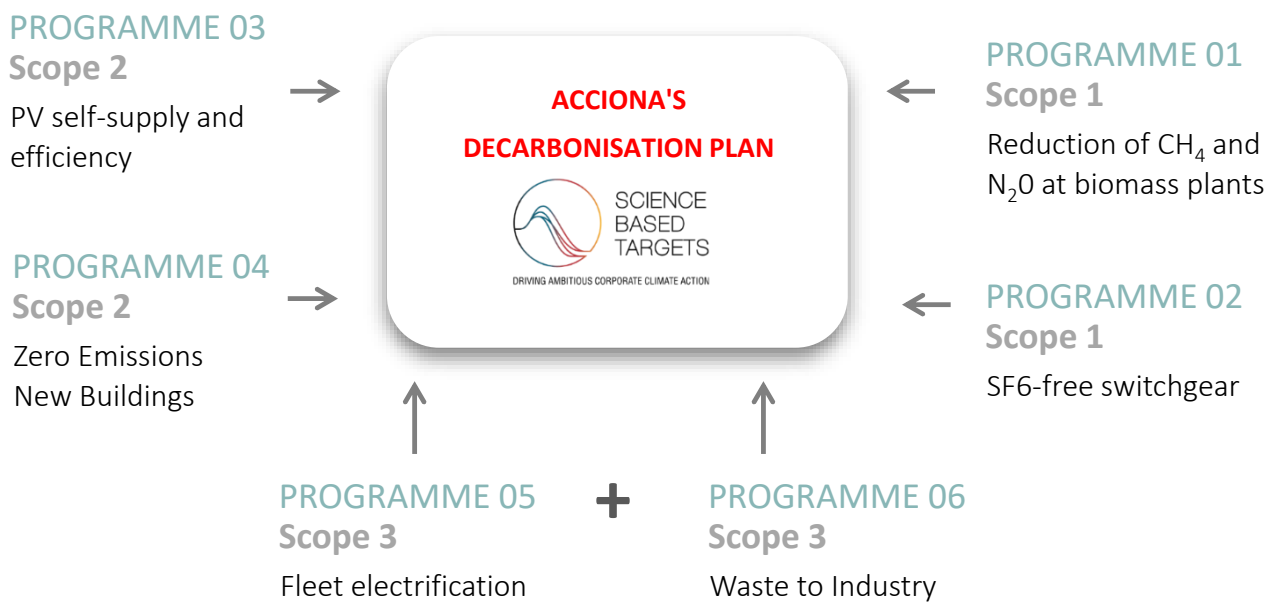 PROGRAMME 03
Scope 2
PV self-supply and
efficiency
PROGRAMME 04
Scope 2
Zero Emissions
New Buildings
ACCIONA'S
DECARBONISATION PLAN
SCIENCE
BASED
TARGETS
DRIVING AMBITIOUS CORPORATE CLIMATE ACTION
PROGRAMME 01
Scope 1
Reduction of CH₄ and
N₂0 at biomass plants
PROGRAMME 02
Scope 1
SF6-free switchgear
PROGRAMME 05
Scope 3
Fleet electrification
+
PROGRAMME 06
Scope 3
Waste to Industry